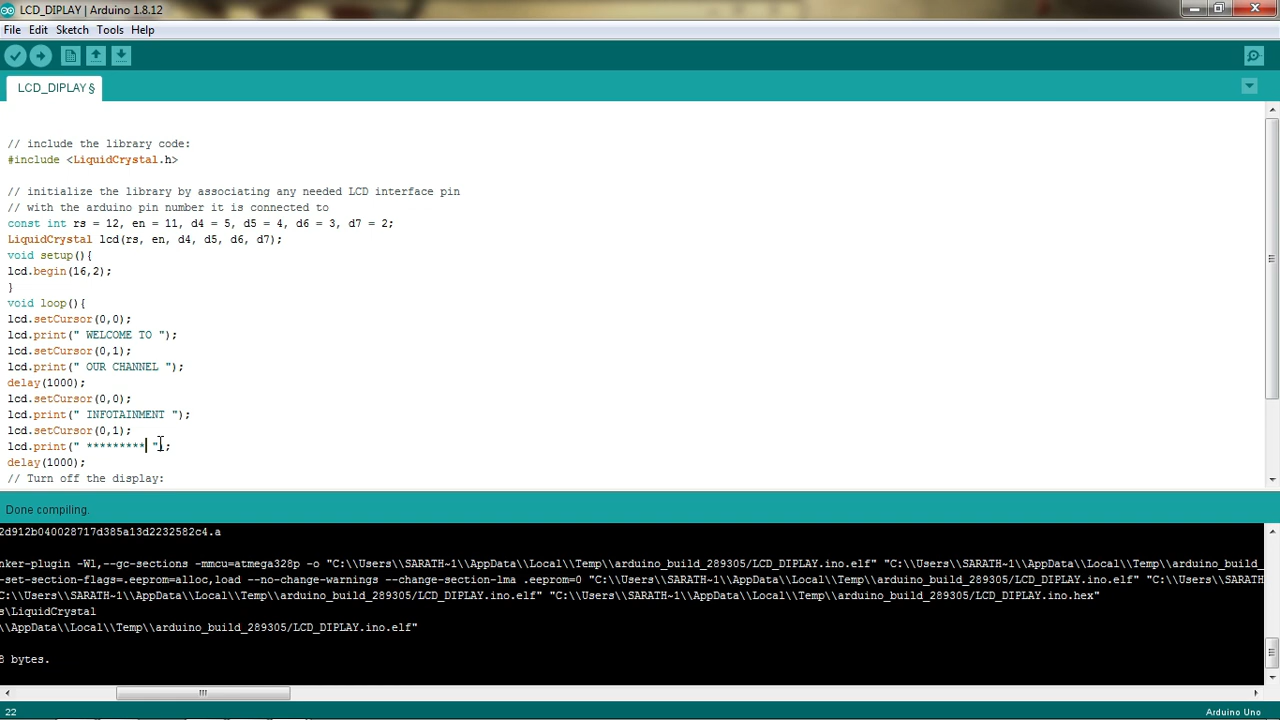 LCD_DIPLAY | Arduino 1.8.12
File Edit Sketch Tools Help
LCD_DIPLAY §
// include the library code:
#include <LiquidCrystal.h>
// initialize the library by associating any needed LCD interface pin
// with the arduino pin number it is connected to
const int rs = 12, en = 11, d4 = 5, d5 = 4, d6 = 3, d7 = 2;
LiquidCrystal lcd(rs, en, d4, d5, d6, d7);
void setup(){
lcd.begin(16,2);
}
void loop(){
lcd.setCursor(0,0);
lcd.print(" WELCOME TO ");
lcd.setCursor(0,1);
lcd.print(" OUR CHANNEL ");
delay(1000);
lcd.setCursor(0,0);
lcd.print(" INFOTAINMENT ");
lcd.setCursor(0,1);
lcd.print(" ********* ");
delay(1000);
// Turn off the display:
Done compiling.
2d912b040028717d385a13d2232582c4.a
nker-plugin -Wl,--gc-sections -mmcu=atmega328p -o "C:\\Users\\SARATH~1\\AppData\\Local\\Temp\\arduino_build_289305/LCD_DIPLAY.ino.elf" "C:\\Users\\SARATH~1\\AppData\\Local\\Temp\\arduino_build_
-set-section-flags=.eeprom=alloc,load --no-change-warnings --change-section-lma .eeprom=0 "C:\\Users\\SARATH~1\\AppData\\Local\\Temp\\arduino_build_289305/LCD_DIPLAY.ino.elf" "C:\\Users\\SARATH
C:\\Users\\SARATH~1\\AppData\\Local\\Temp\\arduino_build_289305/LCD_DIPLAY.ino.elf" "C:\\Users\\SARATH~1\\AppData\\Local\\Temp\\arduino_build_289305/LCD_DIPLAY.ino.hex"
s\LiquidCrystal
\\AppData\\Local\\Temp\\arduino_build_289305/LCD_DIPLAY.ino.elf"
8 bytes.
22 Arduino Uno